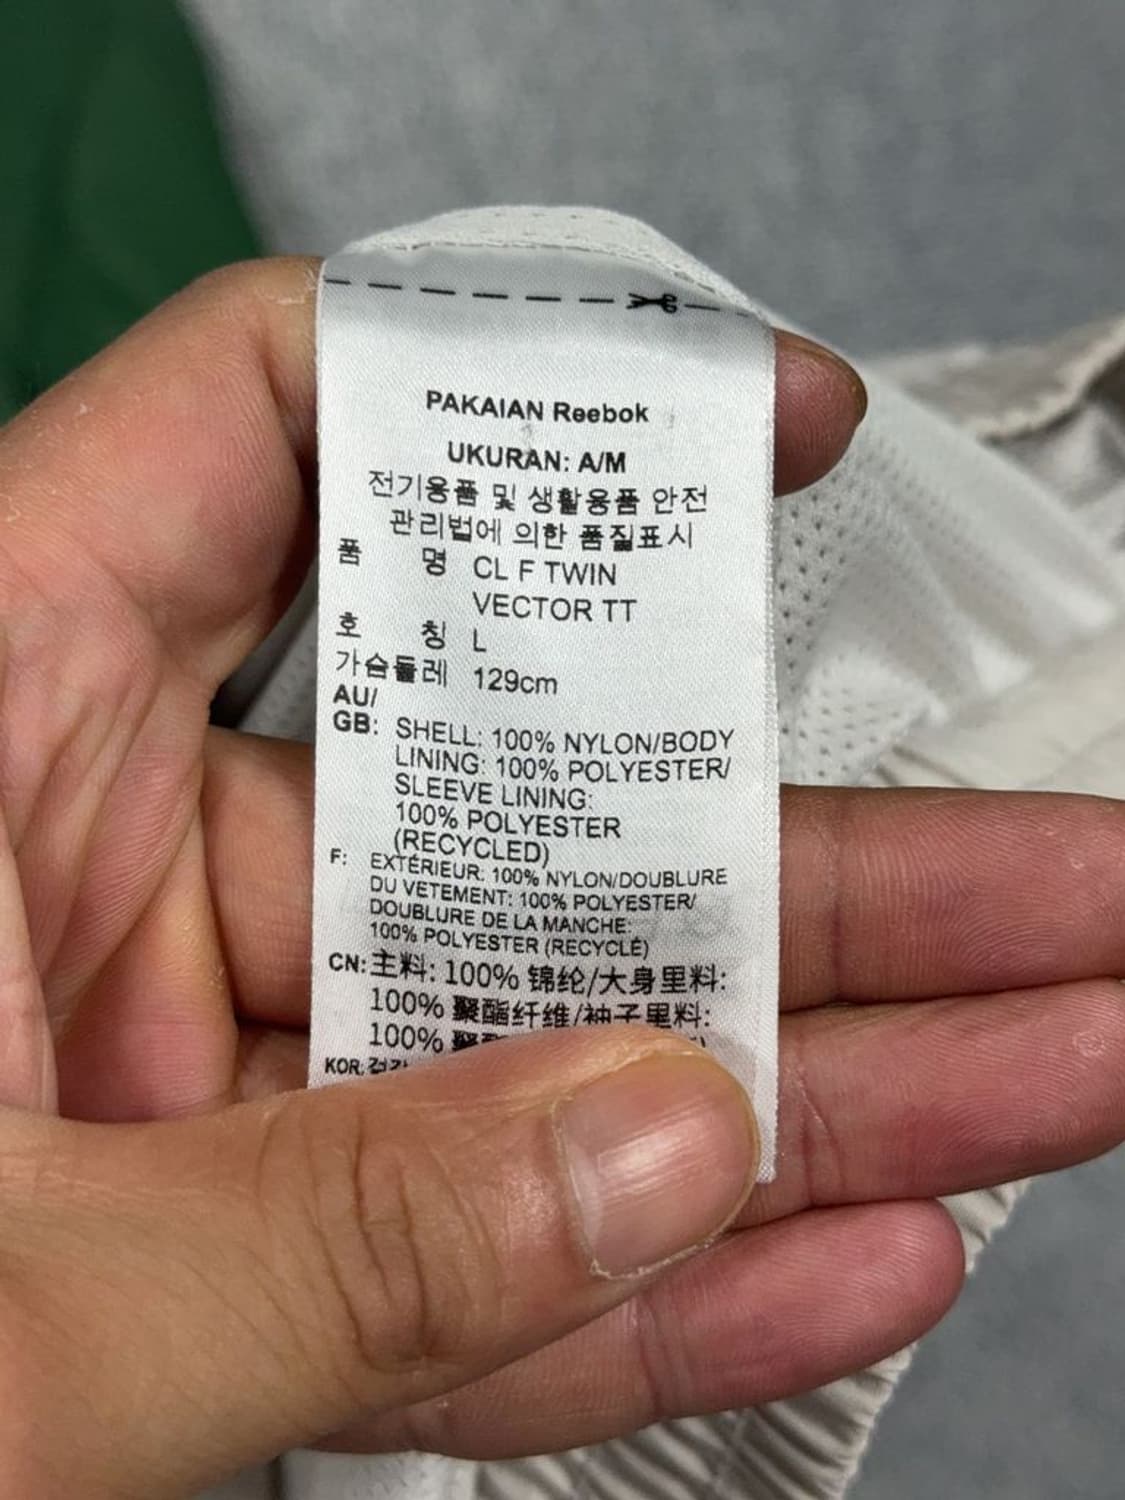 PAKAIAN Reebok
UKURAN: A/M
전기용품 및 생활용품 안전
관리법에 의한 품질표시
품 명 CL F TWIN
VECTOR TT
호 칭 L
가슴둘레 129cm
AU/
GB: SHELL: 100% NYLON/BODY
LINING: 100% POLYESTER/
SLEEVE LINING:
100% POLYESTER
(RECYCLED)
F: EXTÉRIEUR: 100% NYLON/DOUBLURE
DU VETEMENT: 100% POLYESTER/
DOUBLURE DE LA MANCHE:
100% POLYESTER (RECYCLÉ)
CN: 主料: 100% 锦纶/大身里料:
100% 聚酯纤维/袖子里料:
100%
KOR: